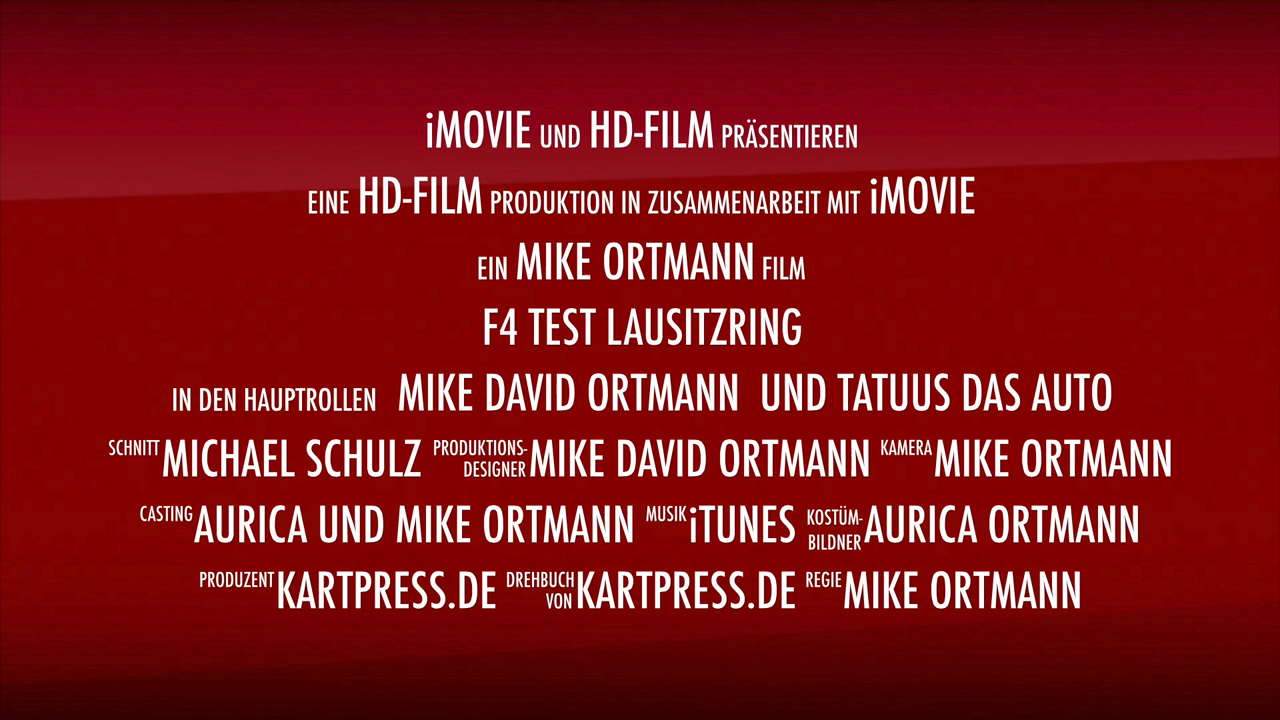 iMOVIE UND HD-FILM PRÄSENTIEREN
EINE HD-FILM PRODUKTION IN ZUSAMMENARBEIT MIT iMOVIE
EIN MIKE ORTMANN FILM
F4 TEST LAUSITZRING
IN DEN HAUPTROLLEN MIKE DAVID ORTMANN UND TATUUS DAS AUTO
SCHNITT MICHAEL SCHULZ PRODUKTIONS-DESIGNER MIKE DAVID ORTMANN KAMERA MIKE ORTMANN
CASTING AURICA UND MIKE ORTMANN MUSIK iTUNES KOSTÜM-BILDNER AURICA ORTMANN
PRODUZENT KARTPRESS.DE DREHBUCH VON KARTPRESS.DE REGIE MIKE ORTMANN